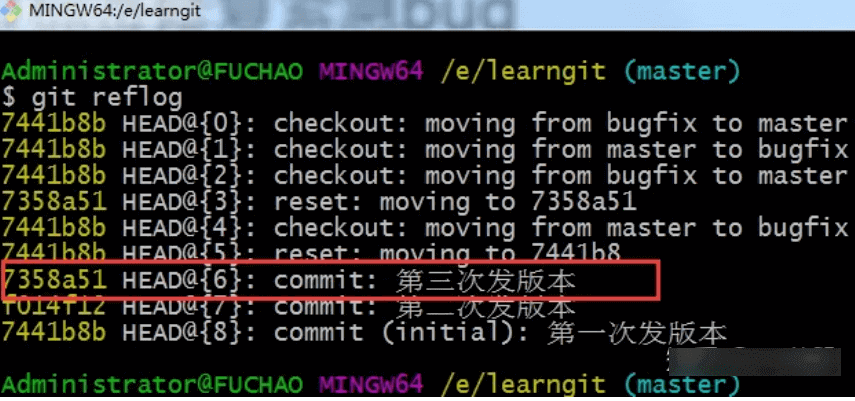 MINGW64:/e/learngit
Administrator@FUCHAO MINGW64 /e/learngit (master)
$ git reflog
7441b8b HEAD@{0}: checkout: moving from bugfix to master
7441b8b HEAD@{1}: checkout: moving from master to bugfix
7441b8b HEAD@{2}: checkout: moving from bugfix to master
7358a51 HEAD@{3}: reset: moving to 7358a51
7441b8b HEAD@{4}: checkout: moving from master to bugfix
7441b8b HEAD@{5}: reset: moving to 7441b8
7358a51 HEAD@{6}: commit: 第三次发版本
f014f12 HEAD@{7}: commit: 第二次发版本
7441b8b HEAD@{8}: commit (initial): 第一次发版本
Administrator@FUCHAO MINGW64 /e/learngit (master)